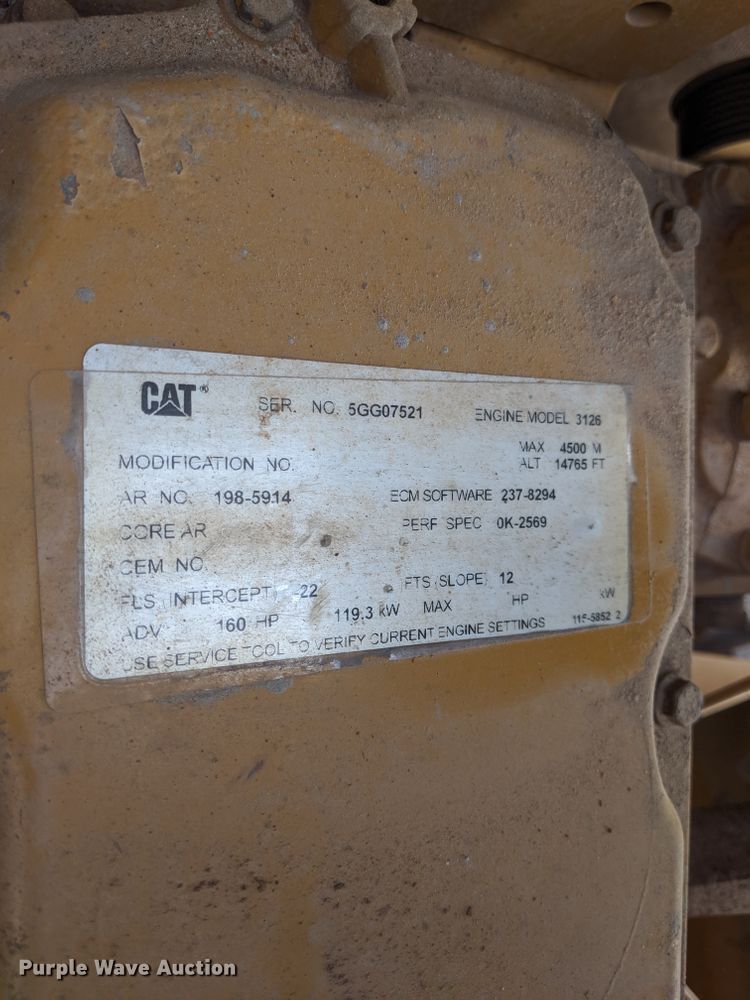 CAT® SER. NO. 5GG07521 ENGINE MODEL 3126
MODIFICATION NO. MAX 4500 M
ALT 14765 FT
AR NO. 198-5914 ECM SOFTWARE 237-8294
CORE AR PERF SPEC 0K-2569
OEM NO.
FLS (INTERCEPT) -22 FTS (SLOPE) 12
ADV 160 HP 119.3 kW MAX HP kW
USE SERVICE TOOL TO VERIFY CURRENT ENGINE SETTINGS 115-5852 2
Purple Wave Auction